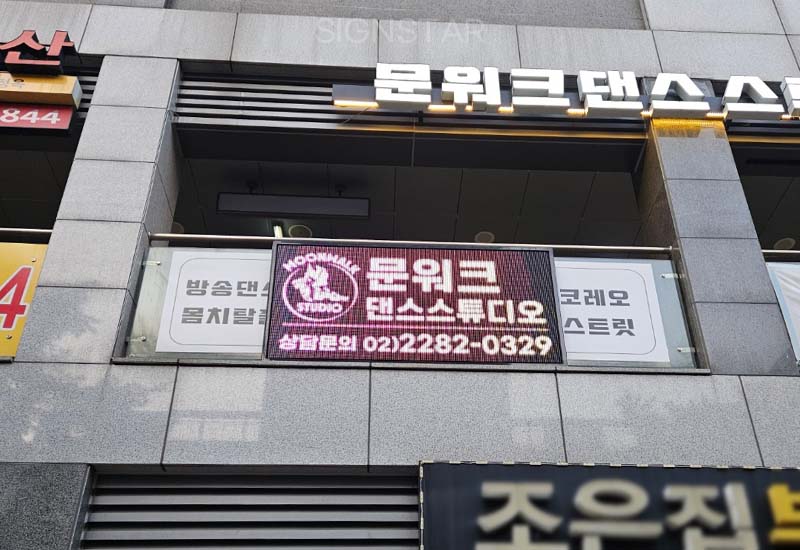 SIGNSTAR
산
844
문워크댄스스
4
방송댄스
몸치탈출
MOONWALK
STUDIO
문워크
댄스스튜디오
상담문의 02)2282-0329
코레오
스트릿
조은집